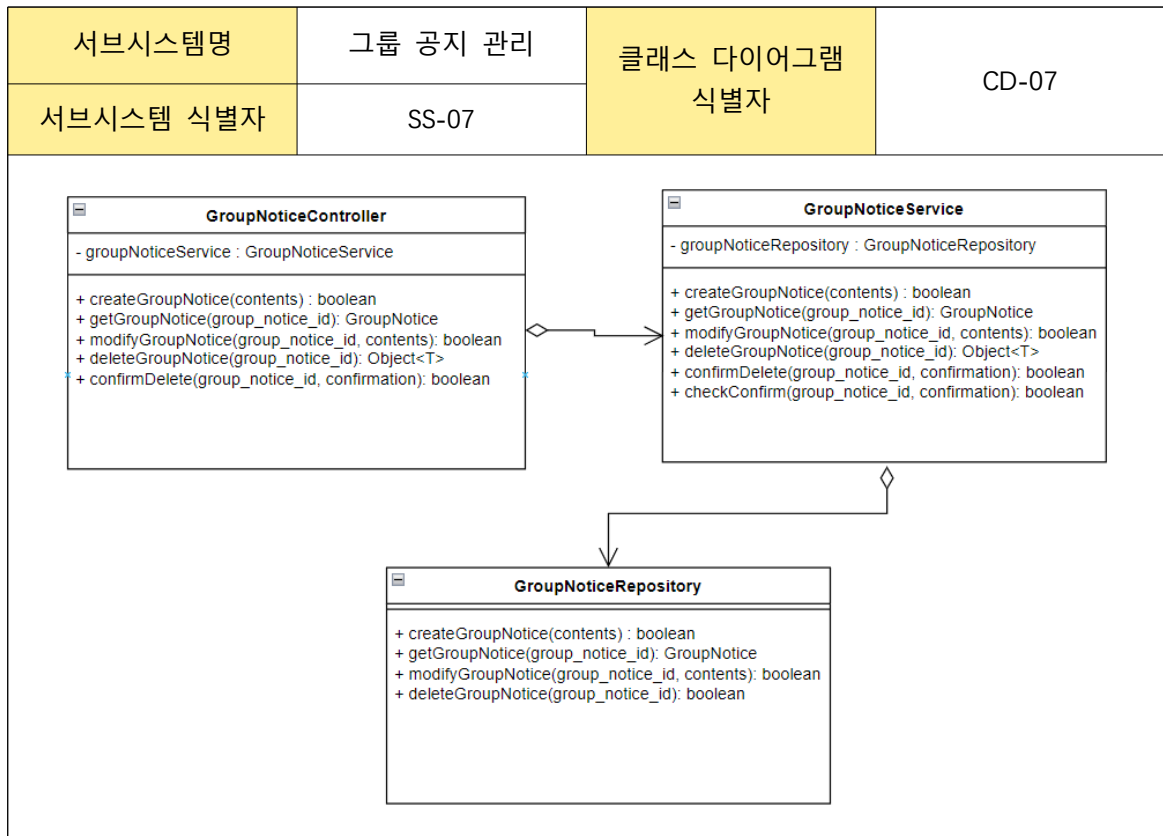 서브시스템명
그룹 공지 관리
클래스 다이어그램
식별자
CD-07
서브시스템 식별자
SS-07
GroupNoticeController
- groupNoticeService : GroupNoticeService
+ createGroupNotice(contents) : boolean
+ getGroupNotice(group_notice_id): GroupNotice
+ modifyGroupNotice(group_notice_id, contents): boolean
+ deleteGroupNotice(group_notice_id): Object<T>
+ confirmDelete(group_notice_id, confirmation): boolean
GroupNoticeService
- groupNoticeRepository : GroupNoticeRepository
+ createGroupNotice(contents) : boolean
+ getGroupNotice(group_notice_id): GroupNotice
+ modifyGroupNotice(group_notice_id, contents): boolean
+ deleteGroupNotice(group_notice_id): Object<T>
+ confirmDelete(group_notice_id, confirmation): boolean
+ checkConfirm(group_notice_id, confirmation): boolean
GroupNoticeRepository
+ createGroupNotice(contents) : boolean
+ getGroupNotice(group_notice_id): GroupNotice
+ modifyGroupNotice(group_notice_id, contents): boolean
+ deleteGroupNotice(group_notice_id): boolean